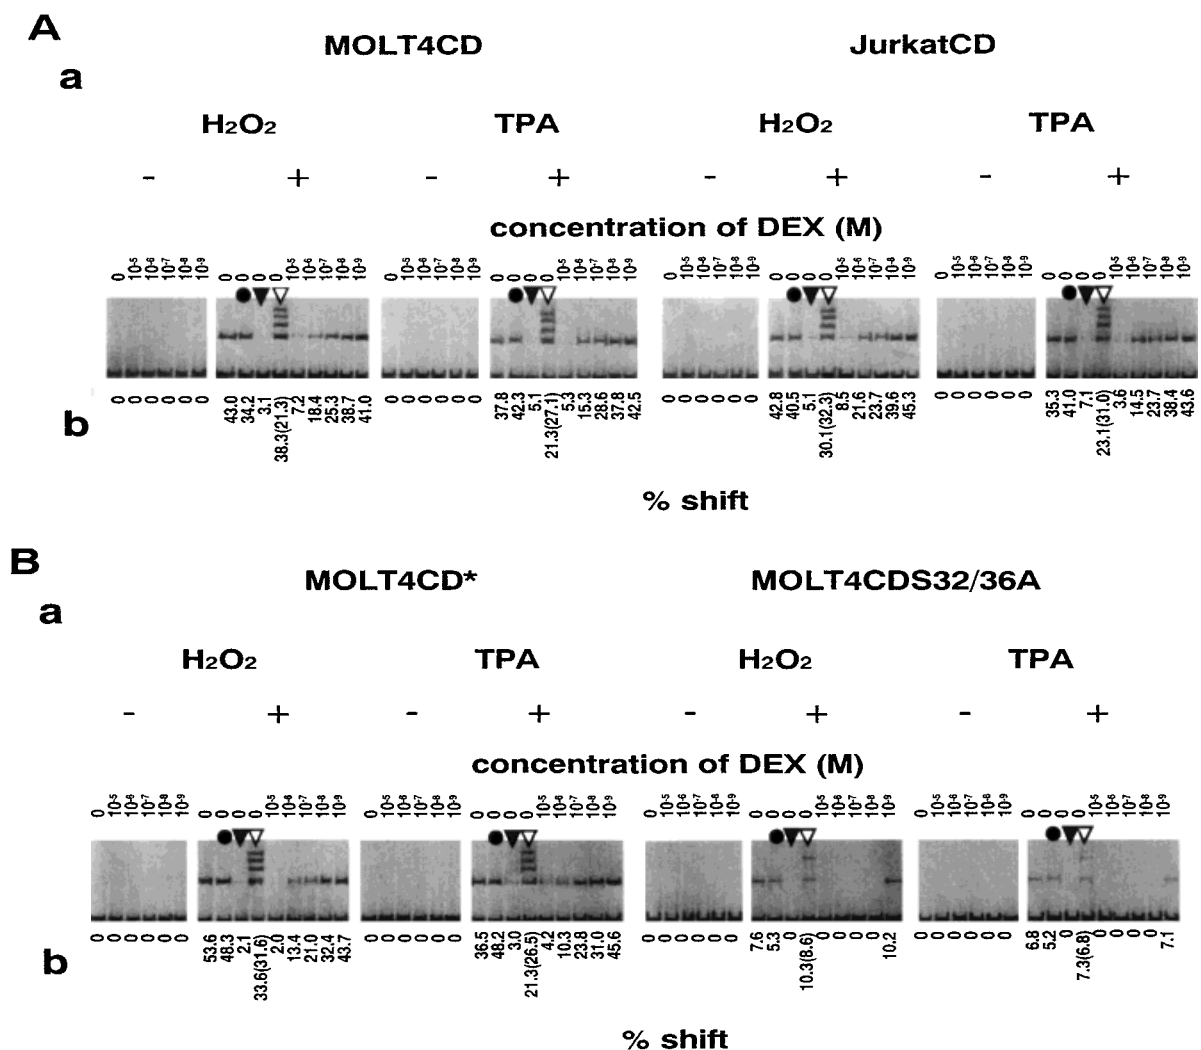 A
MOLT4CD JurkatCD
a
H2O2 TPA H2O2 TPA
- + - + - + - +
concentration of DEX (M)
0 10-5 10-6 10-7 10-8 10-9 0 0 0 0 10-5 10-6 10-7 10-8 10-9 0 10-5 10-6 10-7 10-8 10-9 0 0 0 0 10-5 10-6 10-7 10-8 10-9 0 10-5 10-6 10-7 10-8 10-9 0 0 0 0 10-5 10-6 10-7 10-8 10-9 0 10-5 10-6 10-7 10-8 10-9 0 0 0 0 10-5 10-6 10-7 10-8 10-9
b
0 0 0 0 0 0 43.0 34.2 3.1 38.3(21.3) 7.2 18.4 25.3 38.7 41.0 0 0 0 0 0 0 37.8 42.3 5.1 21.3(27.1) 5.3 15.3 28.6 37.8 42.5 0 0 0 0 0 0 42.8 40.5 5.1 30.1(32.3) 8.5 21.6 23.7 39.6 45.3 0 0 0 0 0 0 35.3 41.0 7.1 23.1(31.0) 3.6 14.5 23.7 38.4 43.6
% shift
B
MOLT4CD* MOLT4CDS32/36A
a
H2O2 TPA H2O2 TPA
- + - + - + - +
concentration of DEX (M)
0 10-5 10-6 10-7 10-8 10-9 0 0 0 0 10-5 10-6 10-7 10-8 10-9 0 10-5 10-6 10-7 10-8 10-9 0 0 0 0 10-5 10-6 10-7 10-8 10-9 0 10-5 10-6 10-7 10-8 10-9 0 0 0 0 10-5 10-6 10-7 10-8 10-9 0 10-5 10-6 10-7 10-8 10-9 0 0 0 0 10-5 10-6 10-7 10-8 10-9
b
0 0 0 0 0 0 53.6 48.3 2.1 33.6(31.6) 2.0 13.4 21.0 32.4 43.7 0 0 0 0 0 0 36.5 48.2 3.0 21.3(26.5) 4.2 10.3 23.8 31.0 45.6 0 0 0 0 0 0 7.6 5.3 0 10.3(8.6) 0 0 0 0 10.2 0 0 0 0 0 0 6.8 5.2 0 7.3(6.8) 0 0 0 0 7.1
% shift